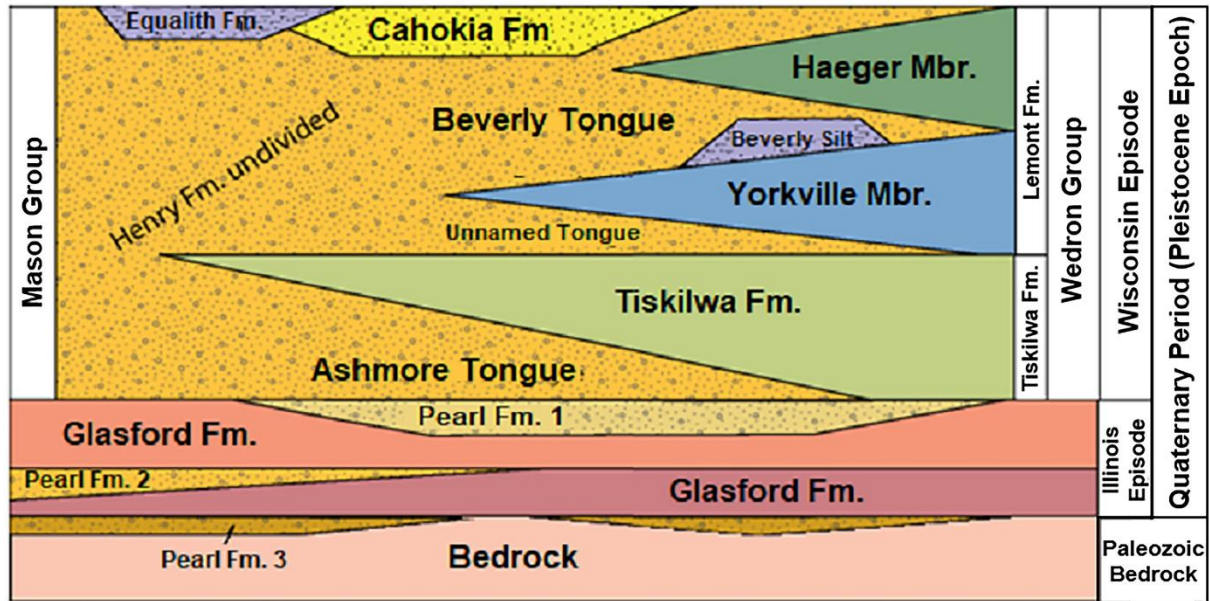 Equalith Fm.
Cahokia Fm
Haeger Mbr.
Beverly Tongue
Beverly Silt
Henry Fm. undivided
Yorkville Mbr.
Unnamed Tongue
Tiskilwa Fm.
Ashmore Tongue
Pearl Fm. 1
Glasford Fm.
Pearl Fm. 2
Glasford Fm.
Pearl Fm. 3
Bedrock
Mason Group
Lemont Fm.
Tiskilwa Fm.
Wedron Group
Wisconsin Episode
Illinois
Episode
Quaternary Period (Pleistocene Epoch)
Paleozoic
Bedrock